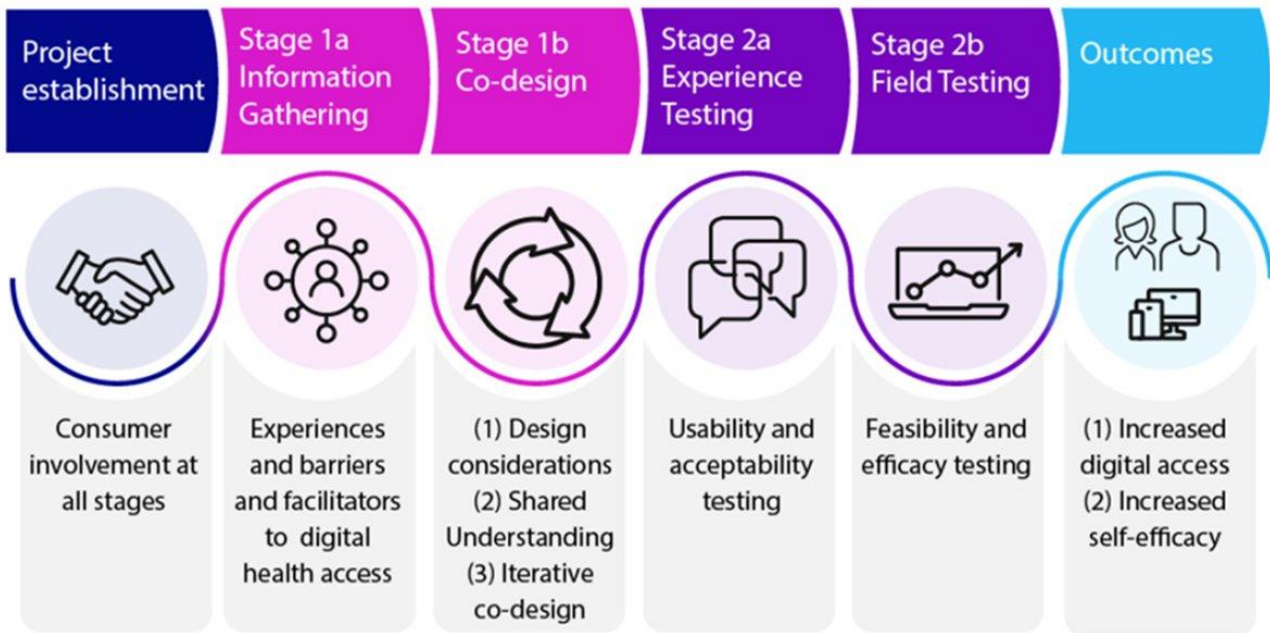 Project
establishment
Stage 1a
Information
Gathering
Stage 1b
Co-design
Stage 2a
Experience
Testing
Stage 2b
Field Testing
Outcomes
Consumer
involvement at
all stages
Experiences
and barriers
and facilitators
to digital
health access
(1) Design
considerations
(2) Shared
Understanding
(3) Iterative
co-design
Usability and
acceptability
testing
Feasibility and
efficacy testing
(1) Increased
digital access
(2) Increased
self-efficacy